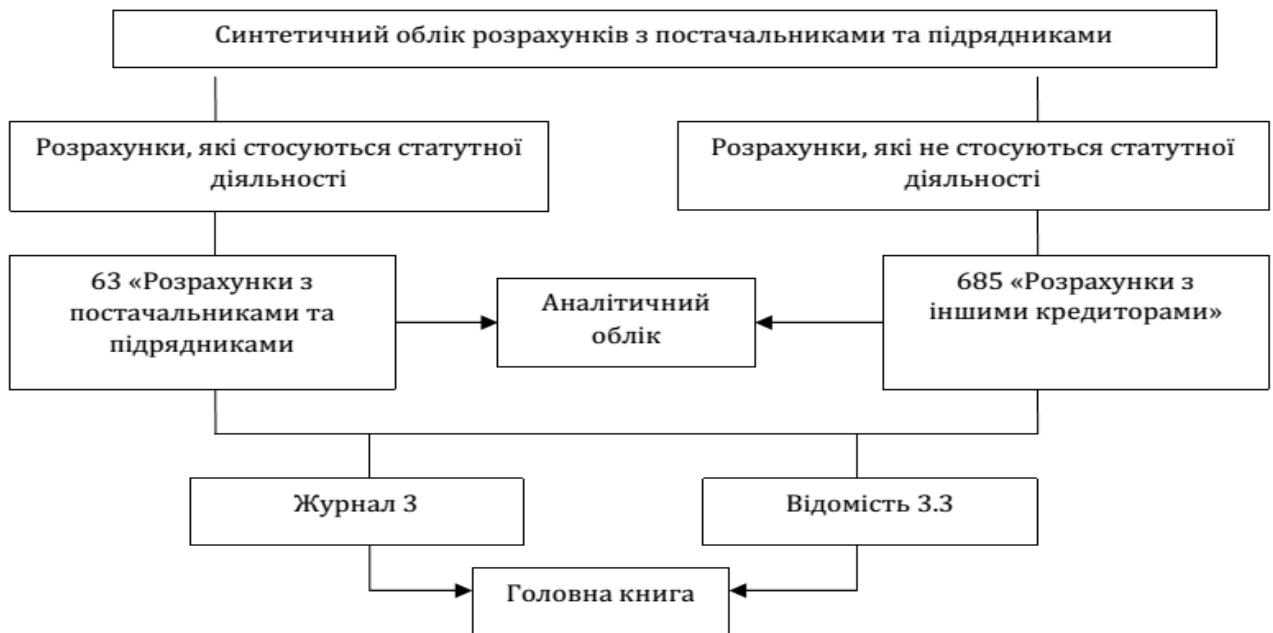 Синтетичний облік розрахунків з постачальниками та підрядниками
Розрахунки, які стосуються статутної
діяльності
Розрахунки, які не стосуються статутної
діяльності
63 «Розрахунки з
постачальниками та
підрядниками
Аналітичний
облік
685 «Розрахунки з
іншими кредиторами»
Журнал 3
Відомість 3.3
Головна книга